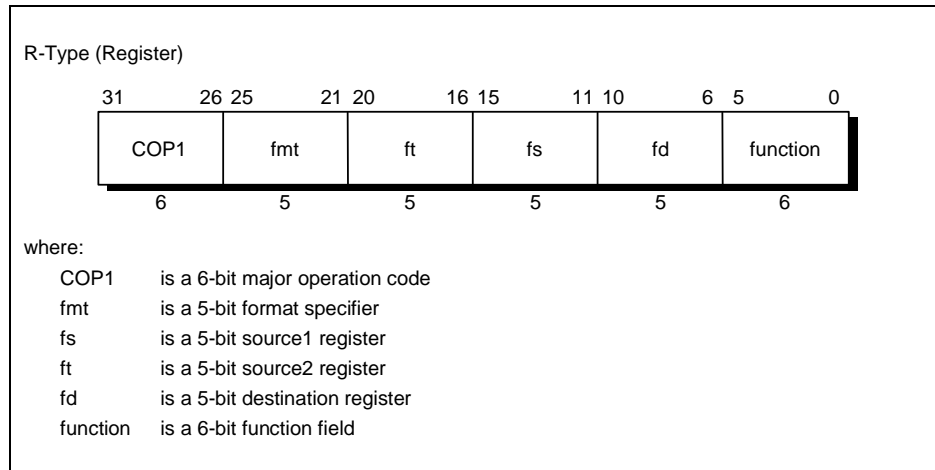 R-Type (Register)
31 26 25 21 20 16 15 11 10 6 5 0
COP1 fmt ft fs fd function
6 5 5 5 5 6
where:
COP1 is a 6-bit major operation code
fmt is a 5-bit format specifier
fs is a 5-bit source1 register
ft is a 5-bit source2 register
fd is a 5-bit destination register
function is a 6-bit function field